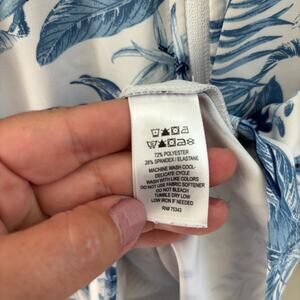 72% POLYESTER
28% SPANDEX / ELASTANE
MACHINE WASH COOL-
DELICATE CYCLE
WASH WITH LIKE COLORS
DO NOT USE FABRIC SOFTENER
DO NOT BLEACH
TUMBLE DRY LOW
LOW IRON IF NEEDED
RN# 75343